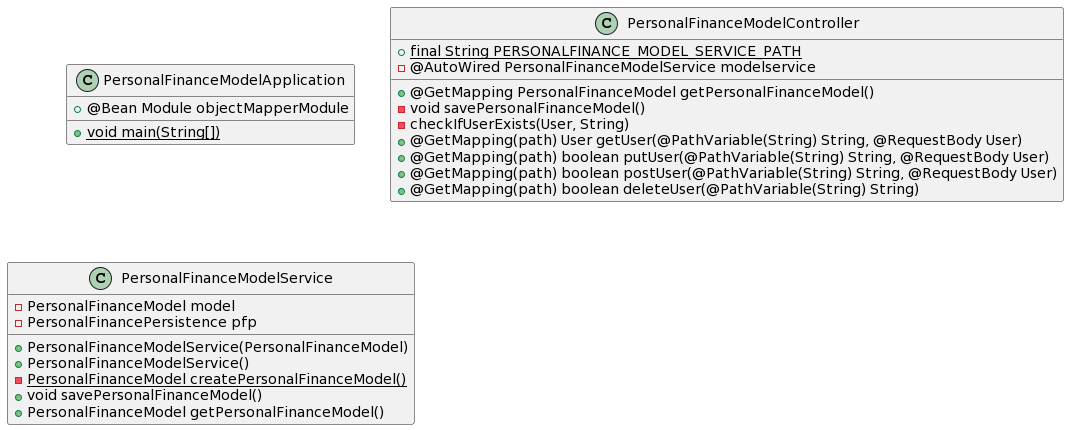 C PersonalFinanceModelApplication
@Bean Module objectMapperModule
void main(String[])
C PersonalFinanceModelController
final String PERSONALFINANCE_MODEL_SERVICE_PATH
@AutoWired PersonalFinanceModelService modelservice
@GetMapping PersonalFinanceModel getPersonalFinanceModel()
void savePersonalFinanceModel()
checkIfUserExists(User, String)
@GetMapping(path) User getUser(@PathVariable(String) String, @RequestBody User)
@GetMapping(path) boolean putUser(@PathVariable(String) String, @RequestBody User)
@GetMapping(path) boolean postUser(@PathVariable(String) String, @RequestBody User)
@GetMapping(path) boolean deleteUser(@PathVariable(String) String)
C PersonalFinanceModelService
PersonalFinanceModel model
PersonalFinancePersistence pfp
PersonalFinanceModelService(PersonalFinanceModel)
PersonalFinanceModelService()
PersonalFinanceModel createPersonalFinanceModel()
void savePersonalFinanceModel()
PersonalFinanceModel getPersonalFinanceModel()